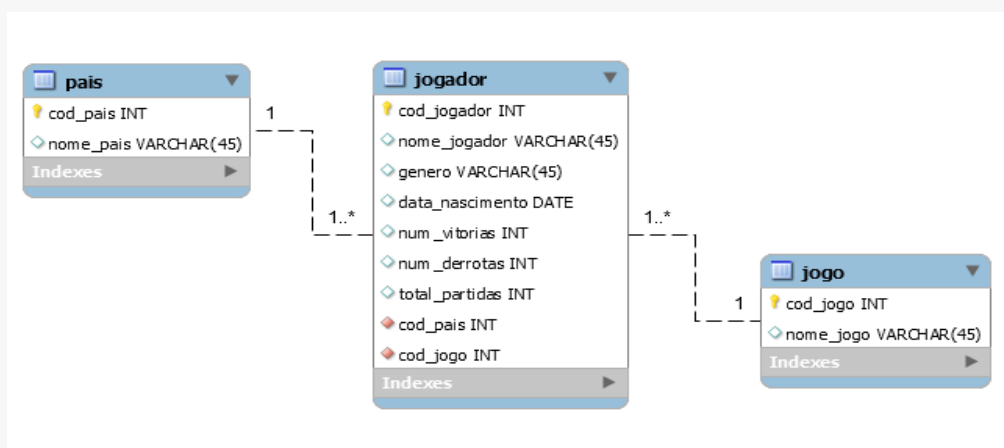 pais
cod_pais INT
nome_pais VARCHAR(45)
Indexes
1
1..*
jogador
cod_jogador INT
nome_jogador VARCHAR(45)
genero VARCHAR(45)
data_nascimento DATE
num_vitorias INT
num_derrotas INT
total_partidas INT
cod_pais INT
cod_jogo INT
Indexes
1..*
1
jogo
cod_jogo INT
nome_jogo VARCHAR(45)
Indexes